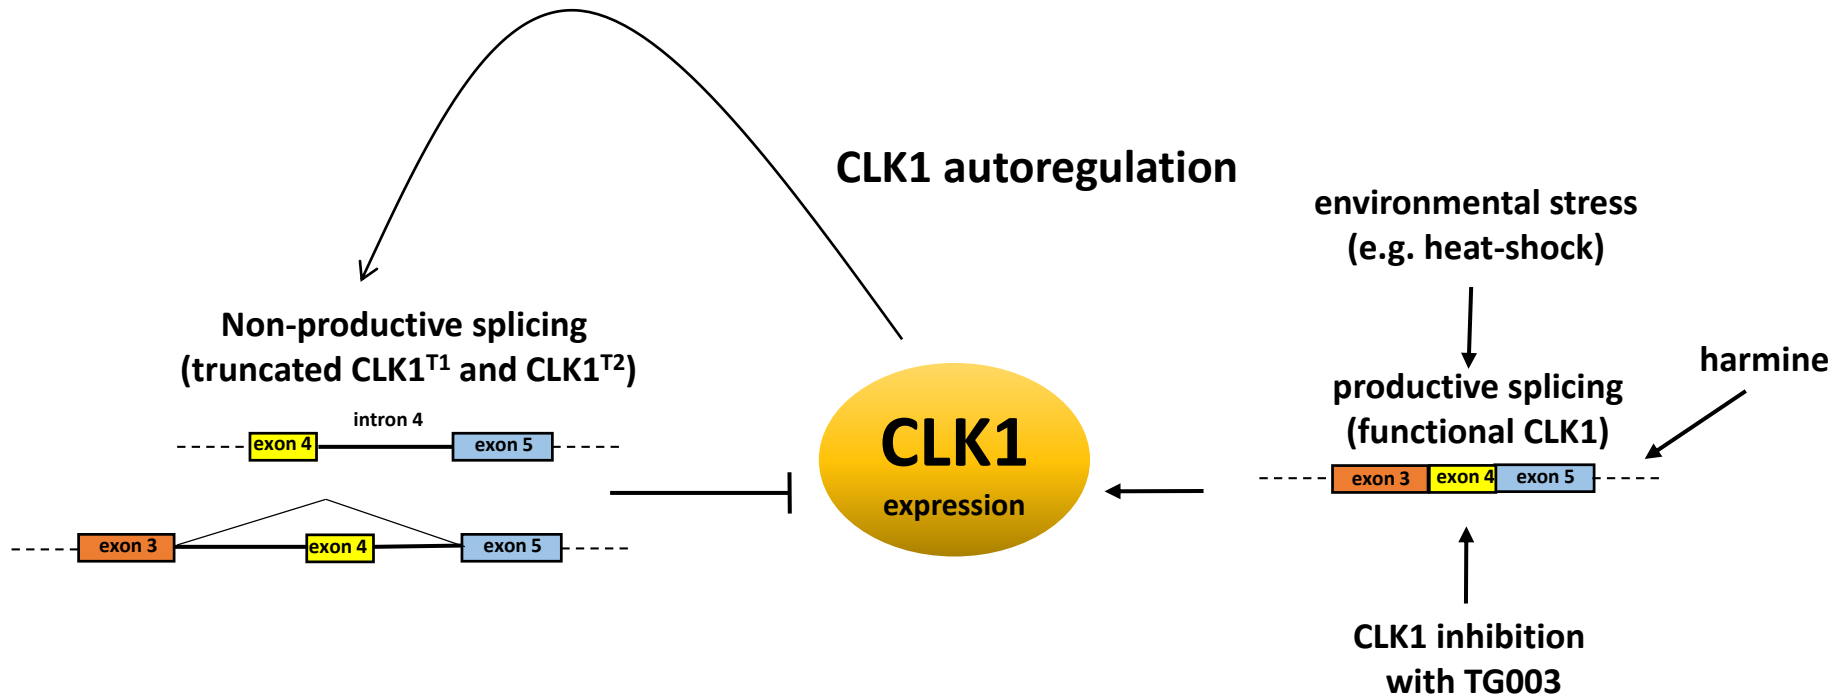 CLK1 autoregulation
Non-productive splicing
(truncated CLK1T1 and CLK1T2)
intron 4
exon 4
exon 5
exon 3
exon 4
exon 5
CLK1
expression
environmental stress
(e.g. heat-shock)
harmine
productive splicing
(functional CLK1)
exon 3
exon 4
exon 5
CLK1 inhibition
with TG003